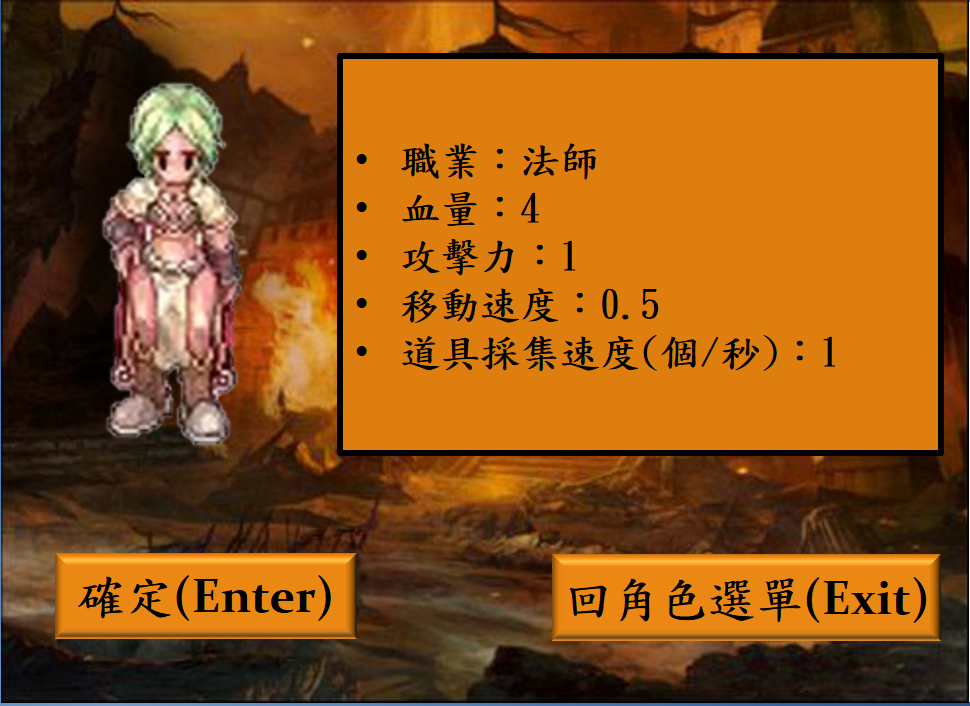 • 職業：法師
• 血量：4
• 攻擊力：1
• 移動速度：0.5
• 道具採集速度(個/秒)：1
確定(Enter)
回角色選單(Exit)